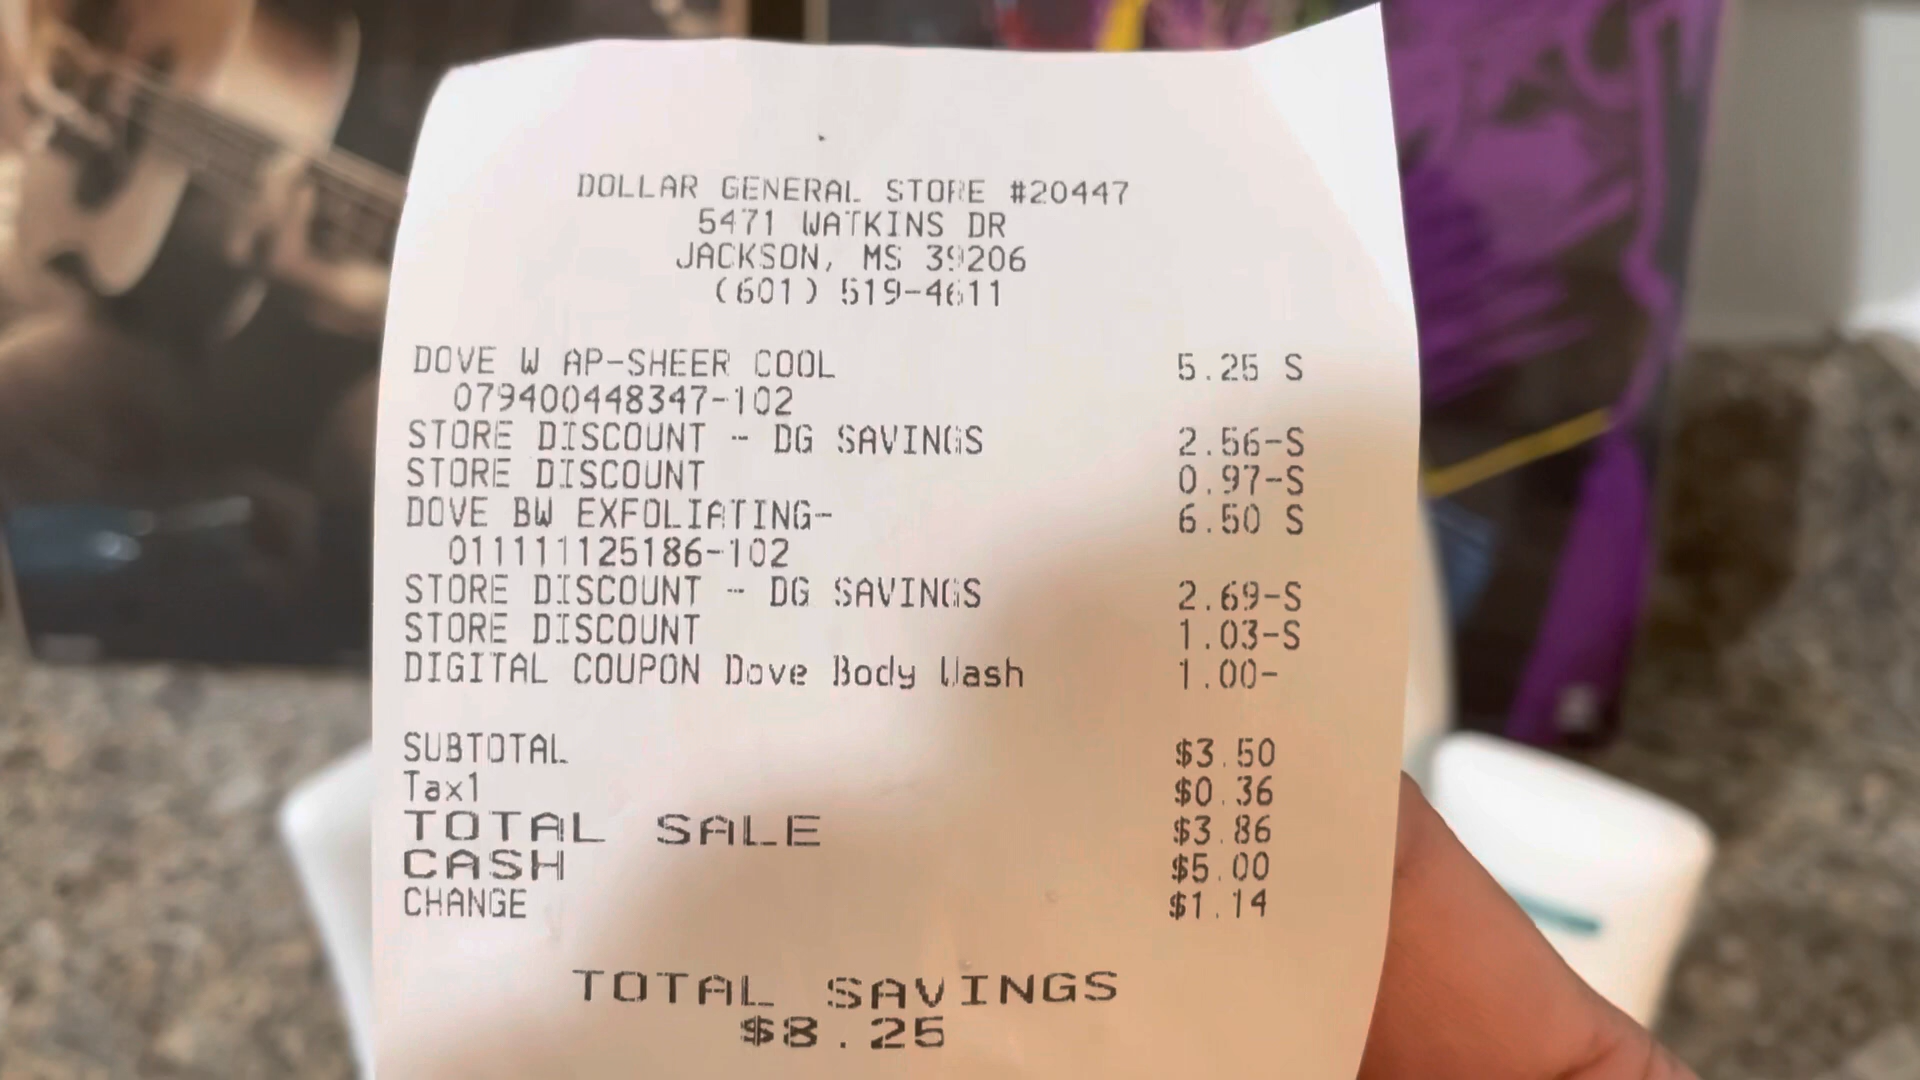 DOLLAR GENERAL STORE #20447
5471 WATKINS DR
JACKSON, MS 39206
(601) 519-4611
DOVE W AP-SHEER COOL 5.25 S
079400448347-102
STORE DISCOUNT - DG SAVINGS 2.56-S
STORE DISCOUNT 0.97-S
DOVE BW EXFOLIATING- 6.50 S
011111125186-102
STORE DISCOUNT - DG SAVINGS 2.69-S
STORE DISCOUNT 1.03-S
DIGITAL COUPON Dove Body Wash 1.00-
SUBTOTAL $3.50
Tax1 $0.36
TOTAL SALE $3.86
CASH $5.00
CHANGE $1.14
TOTAL SAVINGS
$8.25